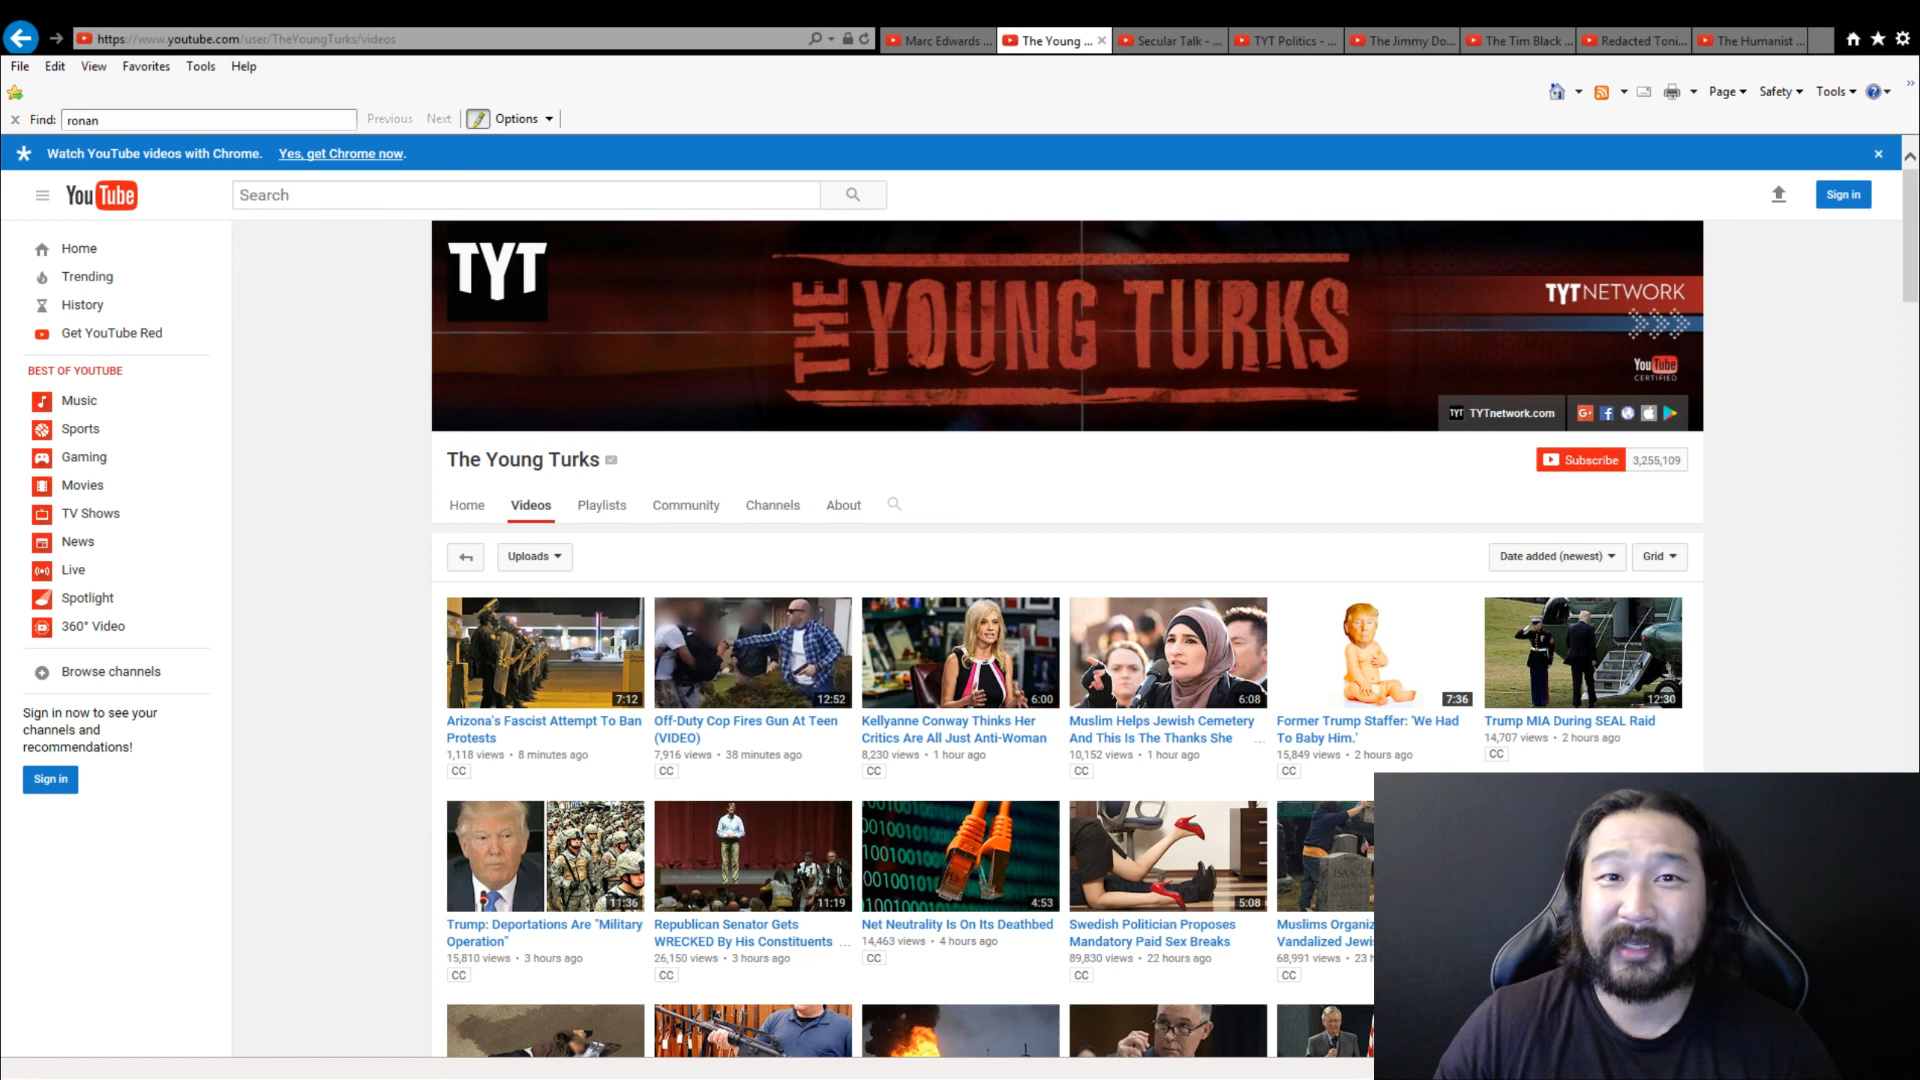 https://www.youtube.com/user/TheYoungTurks/videos
Marc Edwards ...
The Young ...
Secular Talk - ...
TYT Politics - ...
The Jimmy Do...
The Tim Black ...
Redacted Toni...
The Humanist ...
File Edit View Favorites Tools Help
Page Safety Tools
Find: ronan Previous Next Options
Watch YouTube videos with Chrome. Yes, get Chrome now.
YouTube
Search
Sign in
Home
Trending
History
Get YouTube Red
BEST OF YOUTUBE
Music
Sports
Gaming
Movies
TV Shows
News
Live
Spotlight
360° Video
Browse channels
Sign in now to see your
channels and
recommendations!
Sign in
TYT
THE YOUNG TURKS
TYTNETWORK
YouTube
CERTIFIED
TYT TYTnetwork.com
G+
The Young Turks
Subscribe 3,255,109
Home Videos Playlists Community Channels About
Uploads
Date added (newest)
Grid
7:12
Arizona's Fascist Attempt To Ban
Protests
1,118 views • 8 minutes ago
CC
12:52
Off-Duty Cop Fires Gun At Teen
(VIDEO)
7,916 views • 38 minutes ago
CC
6:00
Kellyanne Conway Thinks Her
Critics Are All Just Anti-Woman
8,230 views • 1 hour ago
CC
6:08
Muslim Helps Jewish Cemetery
And This Is The Thanks She ...
10,152 views • 1 hour ago
CC
7:36
Former Trump Staffer: 'We Had
To Baby Him.'
15,849 views • 2 hours ago
CC
12:30
Trump MIA During SEAL Raid
14,707 views • 2 hours ago
CC
11:36
Trump: Deportations Are "Military
Operation"
15,810 views • 3 hours ago
CC
11:19
Republican Senator Gets
WRECKED By His Constituents ...
26,150 views • 3 hours ago
CC
4:53
Net Neutrality Is On Its Deathbed
14,463 views • 4 hours ago
CC
5:08
Swedish Politician Proposes
Mandatory Paid Sex Breaks
89,830 views • 22 hours ago
CC
ISAACS
Muslims Organiz
Vandalized Jewi
68,991 views • 23 h
CC